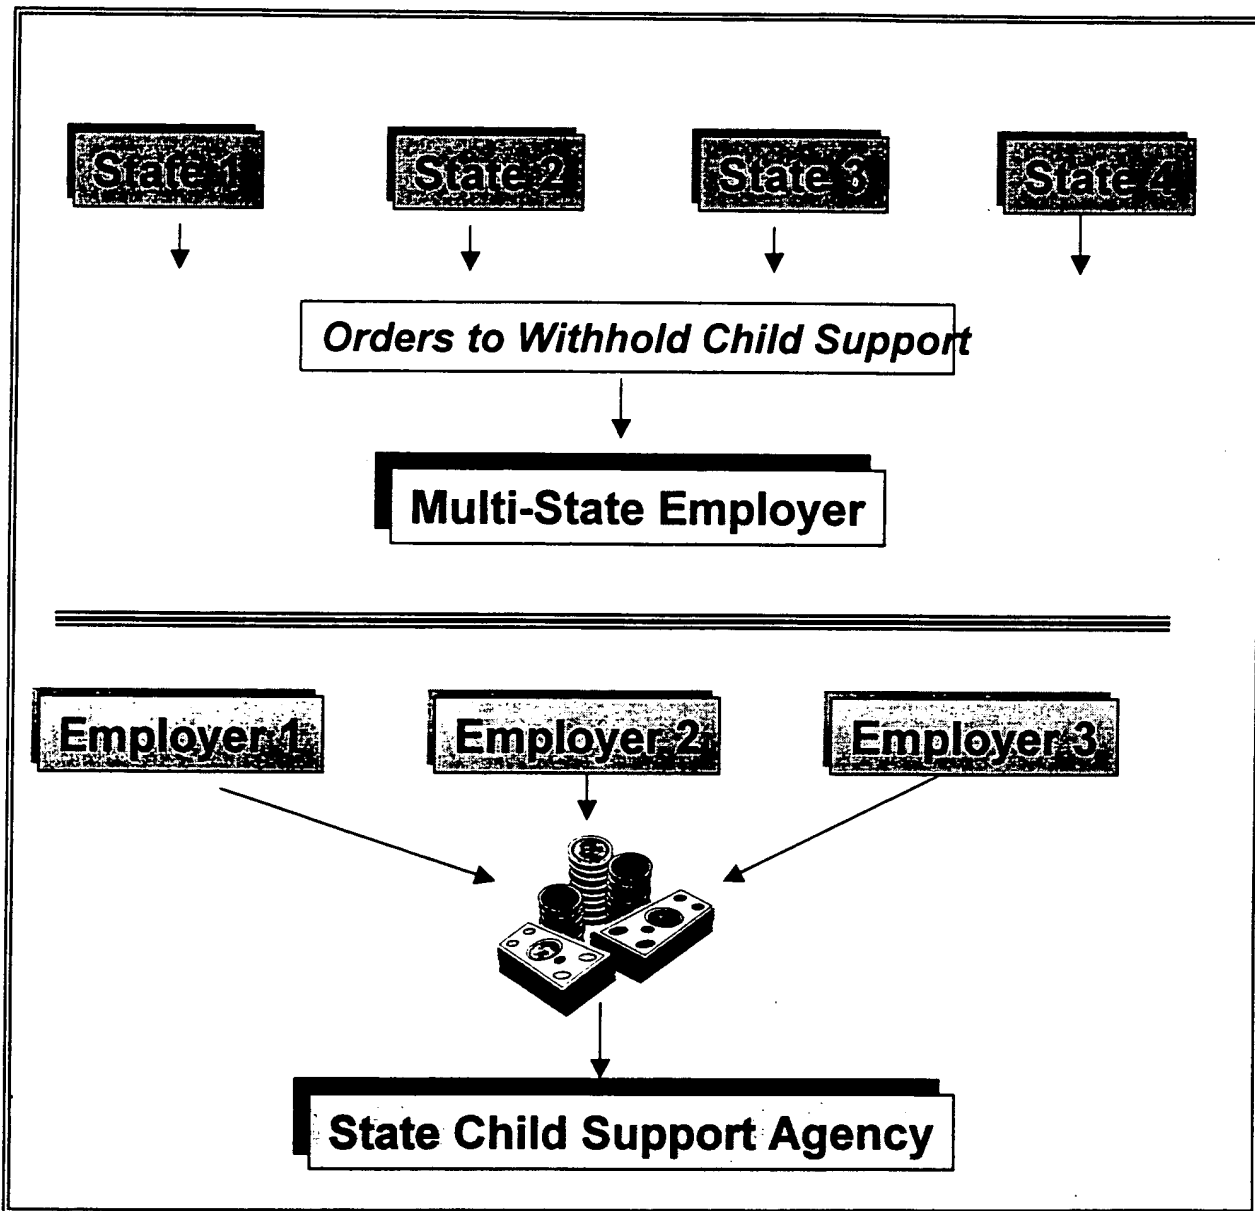 State 1
State 2
State 3
State 4
Orders to Withhold Child Support
Multi-State Employer
Employer 1
Employer 2
Employer 3
State Child Support Agency